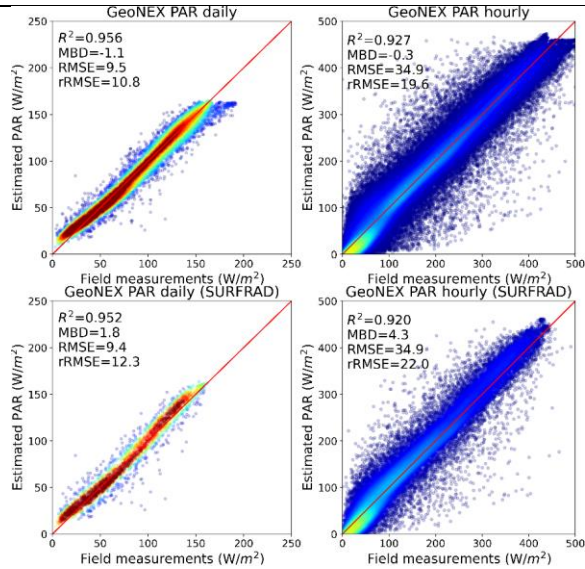 GeoNEX PAR daily
R²=0.956
MBD=-1.1
RMSE=9.5
rRMSE=10.8
Estimated PAR (W/m²)
250
200
150
100
50
0
0 50 100 150 200 250
Field measurements (W/m²)
GeoNEX PAR hourly
R²=0.927
MBD=-0.3
RMSE=34.9
rRMSE=19.6
Estimated PAR (W/m²)
500
400
300
200
100
0
0 100 200 300 400 500
Field measurements (W/m²)
GeoNEX PAR daily (SURFRAD)
R²=0.952
MBD=1.8
RMSE=9.4
rRMSE=12.3
Estimated PAR (W/m²)
250
200
150
100
50
0
0 50 100 150 200 250
Field measurements (W/m²)
GeoNEX PAR hourly (SURFRAD)
R²=0.920
MBD=4.3
RMSE=34.9
rRMSE=22.0
Estimated PAR (W/m²)
500
400
300
200
100
0
0 100 200 300 400 500
Field measurements (W/m²)